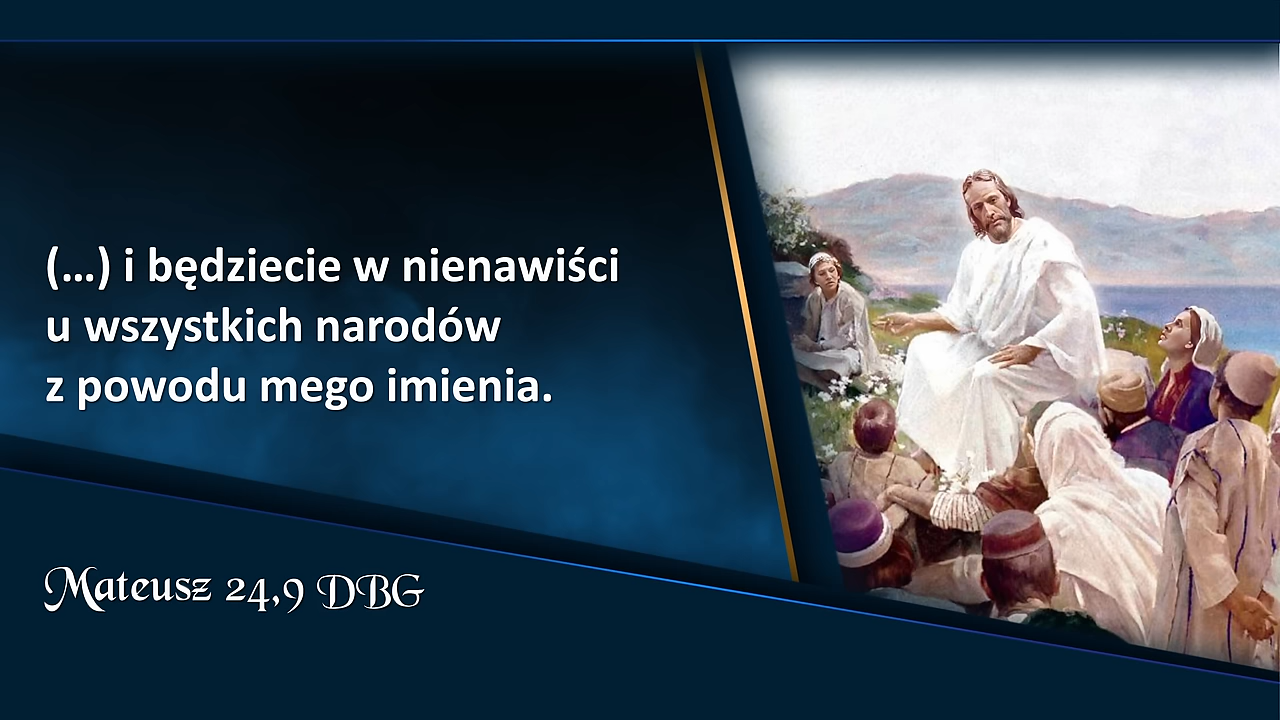 (…) i będziecie w nienawiści
u wszystkich narodów
z powodu mego imienia.
Mateusz 24,9 DBG